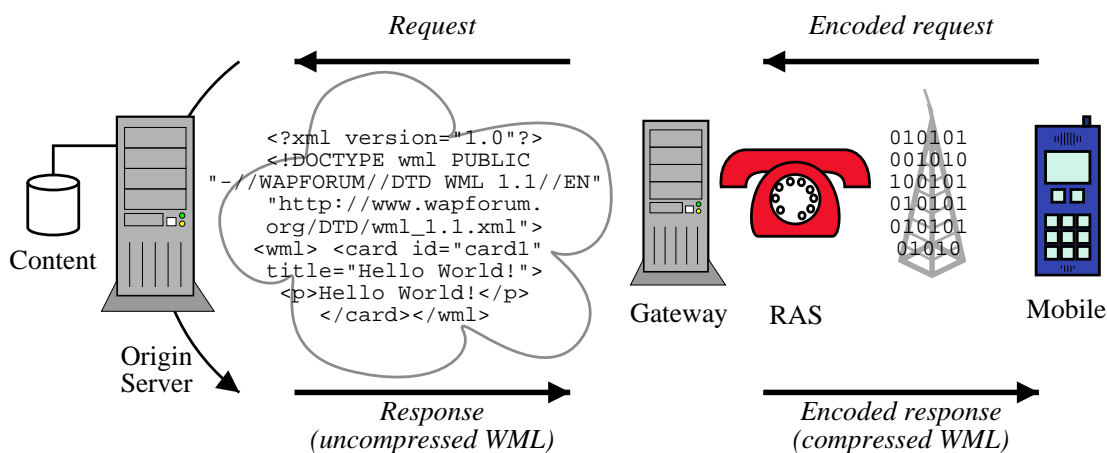 Request
Encoded request
<?xml version="1.0"?>
<!DOCTYPE wml PUBLIC
"-//WAPFORUM//DTD WML 1.1//EN"
"http://www.wapforum.
org/DTD/wml_1.1.xml">
<wml> <card id="card1"
title="Hello World!">
<p>Hello World!</p>
</card></wml>
010101
001010
100101
010101
010101
01010
Content
Origin
Server
Gateway
RAS
Mobile
Response
(uncompressed WML)
Encoded response
(compressed WML)